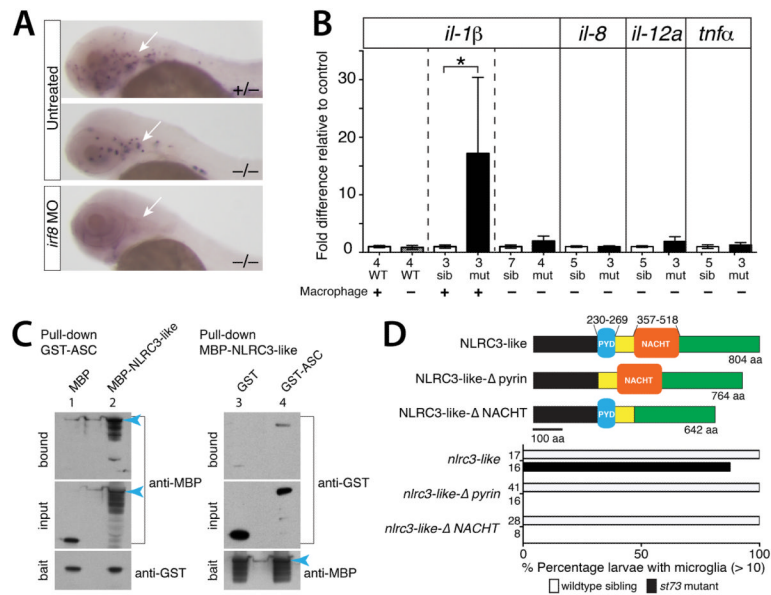 A
Untreated
+/−
−/−
irf8 MO
−/−
B
il-1β il-8 il-12a tnfα
Fold difference relative to control
30
20
10
0
*
4 4 3 3 7 4 5 3 5 3 5 3
WT WT sib mut sib mut sib mut sib mut sib mut
Macrophage + − + + − − − − − − − −
C
Pull-down
GST-ASC
MBP
MBP-NLRC3-like
1 2
bound
input
bait
anti-MBP
anti-GST
Pull-down
MBP-NLRC3-like
GST
GST-ASC
3 4
bound
input
bait
anti-GST
anti-MBP
D
230-269 357-518
NLRC3-like
PYD NACHT
804 aa
NLRC3-like-Δ pyrin
NACHT
764 aa
NLRC3-like-Δ NACHT
PYD
642 aa
100 aa
nlrc3-like
17
16
nlrc3-like-Δ pyrin
41
16
nlrc3-like-Δ NACHT
28
8
0 50 100
% Percentage larvae with microglia (> 10)
wildtype sibling st73 mutant